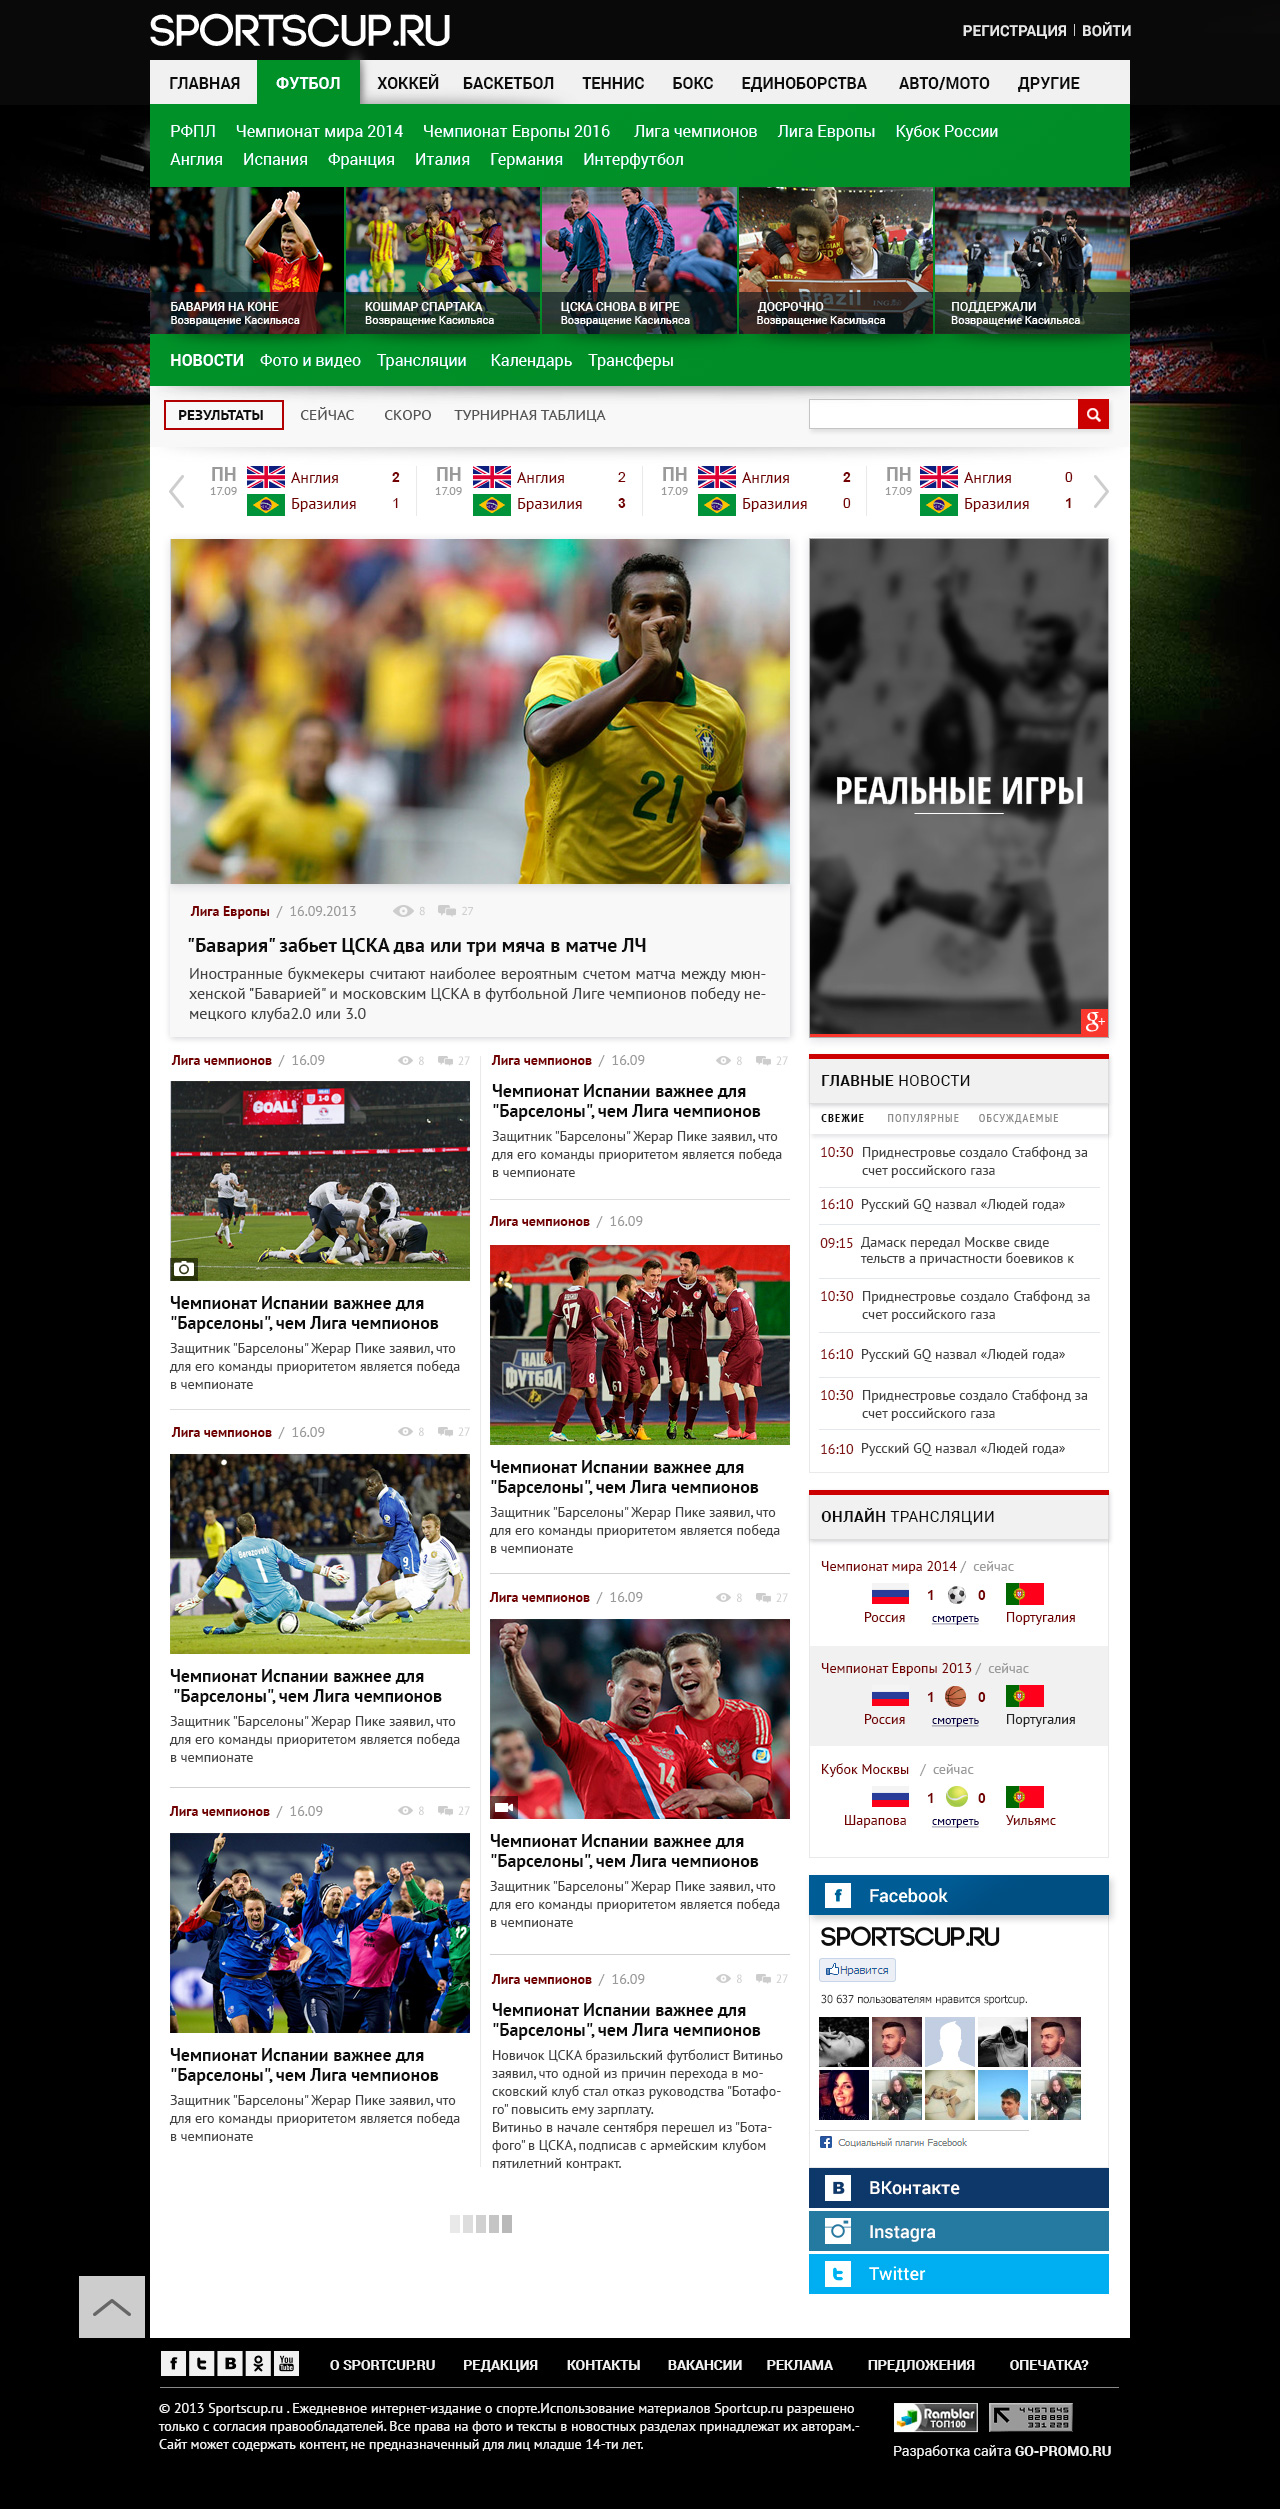 SPORTSCUP.RU
РЕГИСТРАЦИЯ | ВОЙТИ
ГЛАВНАЯ ФУТБОЛ ХОККЕЙ БАСКЕТБОЛ ТЕННИС БОКС ЕДИНОБОРСТВА АВТО/МОТО ДРУГИЕ
РФПЛ Чемпионат мира 2014 Чемпионат Европы 2016 Лига чемпионов Лига Европы Кубок России
Англия Испания Франция Италия Германия Интерфутбол
БАВАРИЯ НА КОНЕ
Возвращение Касильяса
КОШМАР СПАРТАКА
Возвращение Касильяса
ЦСКА СНОВА В ИГРЕ
Возвращение Касильяса
Brazil
ДОСРОЧНО
Возвращение Касильяса
ПОДДЕРЖАЛИ
Возвращение Касильяса
НОВОСТИ Фото и видео Трансляции Календарь Трансферы
РЕЗУЛЬТАТЫ СЕЙЧАС СКОРО ТУРНИРНАЯ ТАБЛИЦА
ПН
17.09
Англия 2
Бразилия 1
ПН
17.09
Англия 2
Бразилия 3
ПН
17.09
Англия 2
Бразилия 0
ПН
17.09
Англия 0
Бразилия 1
21
Лига Европы / 16.09.2013 8 27
"Бавария" забьет ЦСКА два или три мяча в матче ЛЧ
Иностранные букмекеры считают наиболее вероятным счетом матча между мюн-
хенской "Баварией" и московским ЦСКА в футбольной Лиге чемпионов победу не-
мецкого клуба2.0 или 3.0
РЕАЛЬНЫЕ ИГРЫ
g+
Лига чемпионов / 16.09 8 27
GOAL!
Чемпионат Испании важнее для
"Барселоны", чем Лига чемпионов
Защитник "Барселоны" Жерар Пике заявил, что
для его команды приоритетом является победа
в чемпионате
Лига чемпионов / 16.09 8 27
1
9
Чемпионат Испании важнее для
"Барселоны", чем Лига чемпионов
Защитник "Барселоны" Жерар Пике заявил, что
для его команды приоритетом является победа
в чемпионате
Лига чемпионов / 16.09 8 27
Чемпионат Испании важнее для
"Барселоны", чем Лига чемпионов
Защитник "Барселоны" Жерар Пике заявил, что
для его команды приоритетом является победа
в чемпионате
Лига чемпионов / 16.09 8 27
Чемпионат Испании важнее для
"Барселоны", чем Лига чемпионов
Защитник "Барселоны" Жерар Пике заявил, что
для его команды приоритетом является победа
в чемпионате
Лига чемпионов / 16.09
97
8
61
НАШ
ФУТБОЛ
Чемпионат Испании важнее для
"Барселоны", чем Лига чемпионов
Защитник "Барселоны" Жерар Пике заявил, что
для его команды приоритетом является победа
в чемпионате
Лига чемпионов / 16.09 8 27
14
Чемпионат Испании важнее для
"Барселоны", чем Лига чемпионов
Защитник "Барселоны" Жерар Пике заявил, что
для его команды приоритетом является победа
в чемпионате
Лига чемпионов / 16.09 8 27
Чемпионат Испании важнее для
"Барселоны", чем Лига чемпионов
Новичок ЦСКА бразильский футболист Витиньо
заявил, что одной из причин перехода в мо-
сковский клуб стал отказ руководства "Ботафо-
го" повысить ему зарплату.
Витиньо в начале сентября перешел из "Бота-
фого" в ЦСКА, подписав с армейским клубом
пятилетний контракт.
ГЛАВНЫЕ НОВОСТИ
СВЕЖИЕ ПОПУЛЯРНЫЕ ОБСУЖДАЕМЫЕ
10:30 Приднестровье создало Стабфонд за
счет российского газа
16:10 Русский GQ назвал «Людей года»
09:15 Дамаск передал Москве свиде
тельств а причастности боевиков к
10:30 Приднестровье создало Стабфонд за
счет российского газа
16:10 Русский GQ назвал «Людей года»
10:30 Приднестровье создало Стабфонд за
счет российского газа
16:10 Русский GQ назвал «Людей года»
ОНЛАЙН ТРАНСЛЯЦИИ
Чемпионат мира 2014 / сейчас
1 0
Россия смотреть Португалия
Чемпионат Европы 2013 / сейчас
1 0
Россия смотреть Португалия
Кубок Москвы / сейчас
1 0
Шарапова смотреть Уильямс
Facebook
SPORTSCUP.RU
Нравится
30 637 пользователям нравится sportcup.
Социальный плагин Facebook
ВКонтакте
Instagra
Twitter
О SPORTCUP.RU РЕДАКЦИЯ КОНТАКТЫ ВАКАНСИИ РЕКЛАМА ПРЕДЛОЖЕНИЯ ОПЕЧАТКА?
© 2013 Sportscup.ru . Ежедневное интернет-издание о спорте.Использование материалов Sportcup.ru разрешено
только с согласия правообладателей. Все права на фото и тексты в новостных разделах принадлежат их авторам.-
Сайт может содержать контент, не предназначенный для лиц младше 14-ти лет.
Rambler
ТОП100
4457645
828898
331229
Разработка сайта GO-PROMO.RU